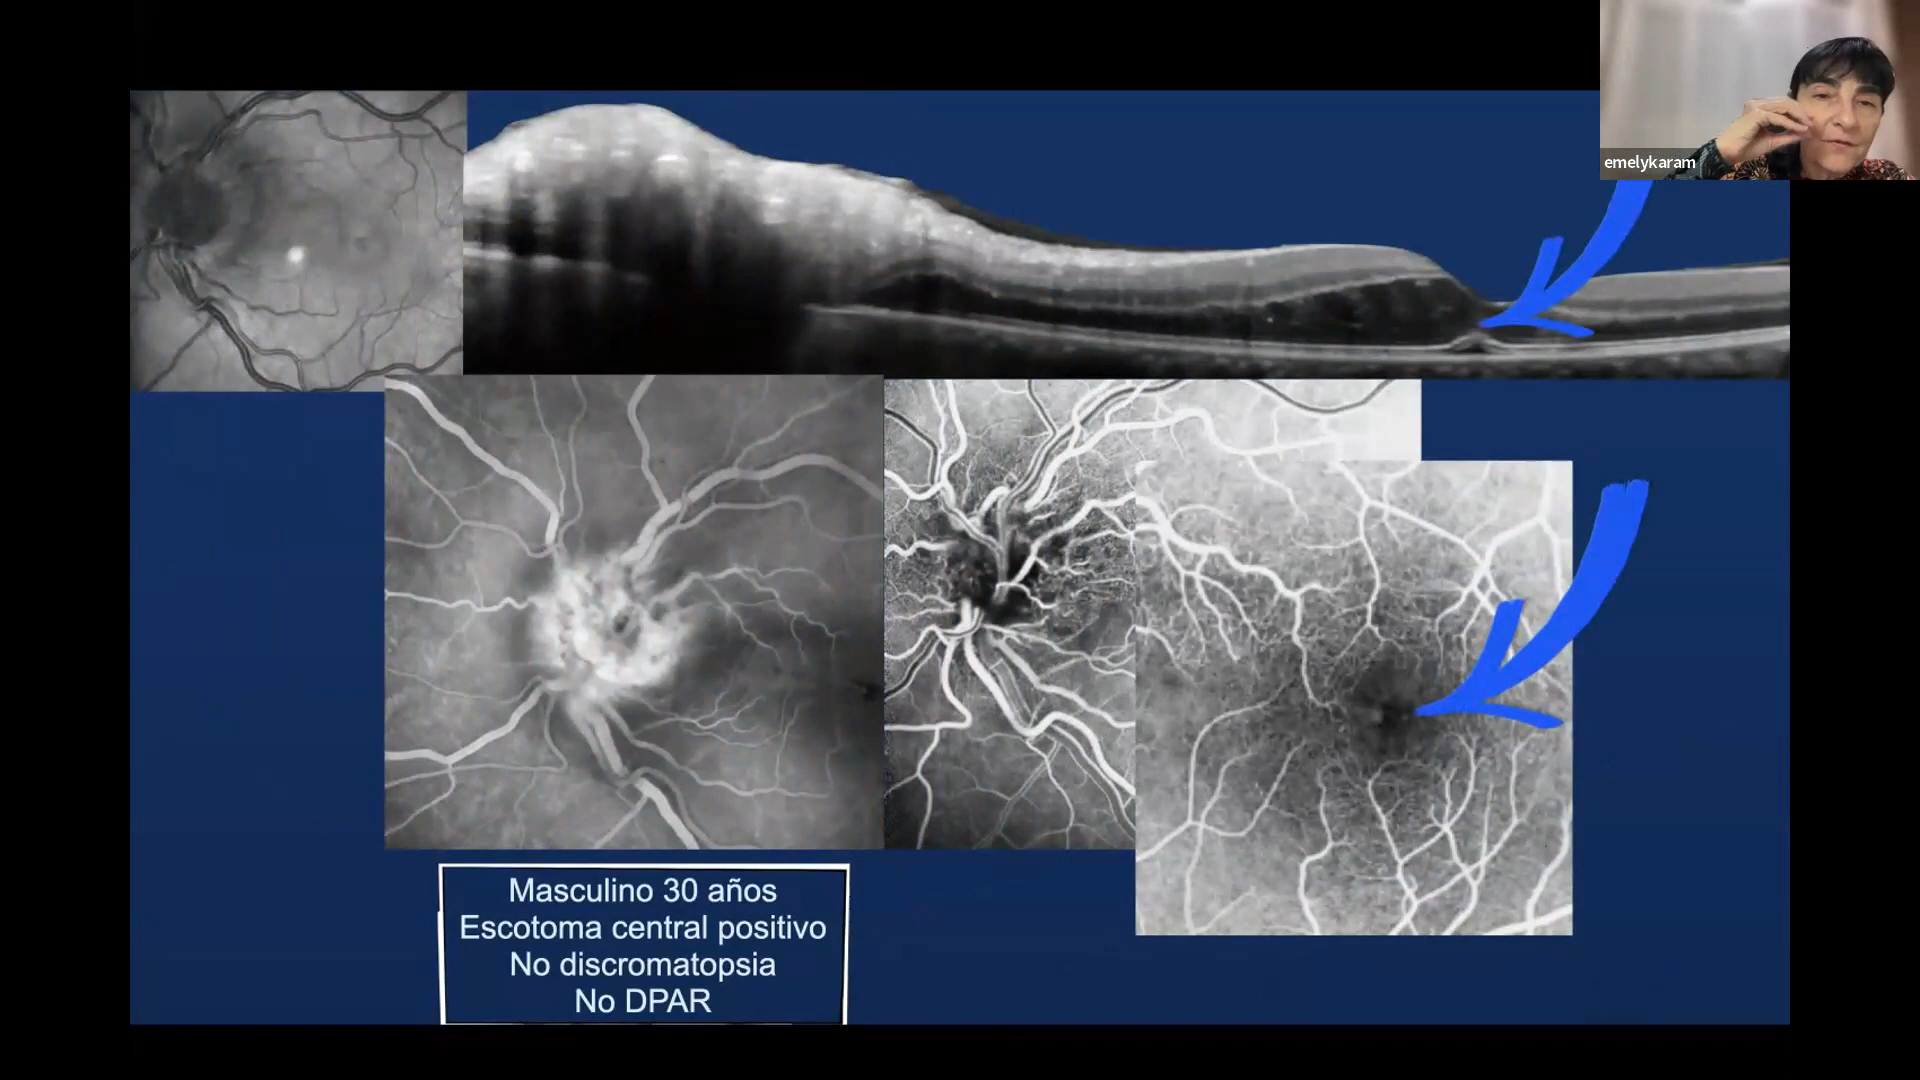 emelykaram
Masculino 30 años
Escotoma central positivo
No discromatopsia
No DPAR